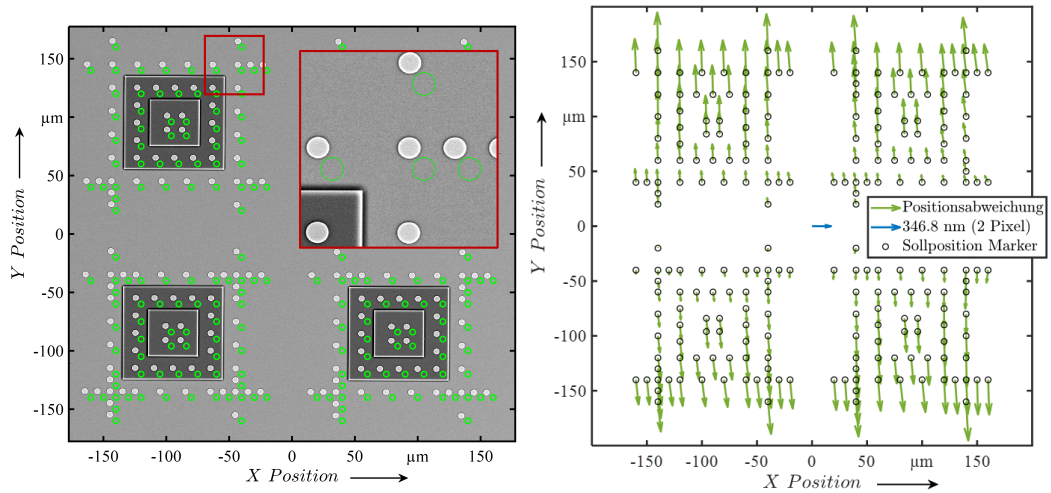 150
µm
50
0
-50
-100
-150
Y Position
-150
-100
-50
0
50
µm
150
X Position
150
µm
50
0
-50
-100
-150
Y Position
-150
-100
-50
0
50
µm
150
X Position
Positionsabweichung
346.8 nm (2 Pixel)
Sollposition Marker